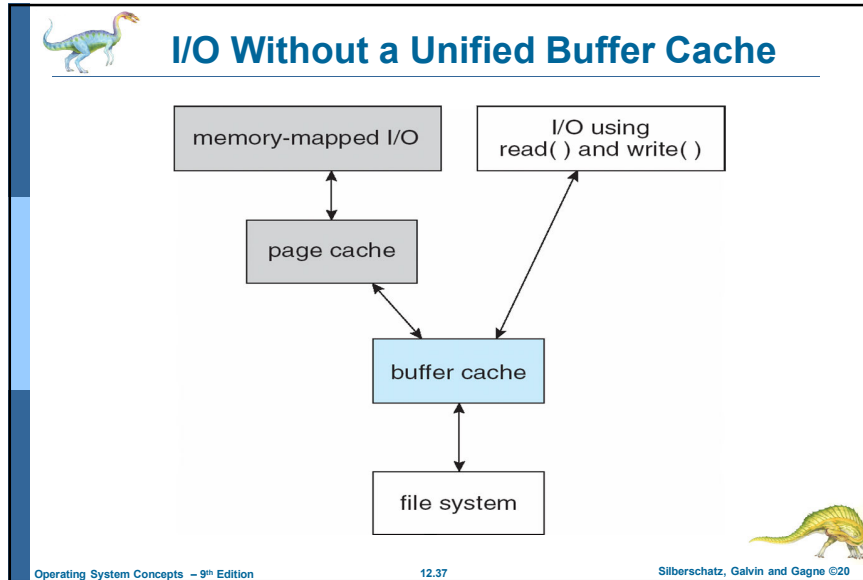 I/O Without a Unified Buffer Cache
memory-mapped I/O
I/O using
read( ) and write( )
page cache
buffer cache
file system
Operating System Concepts – 9th Edition
12.37
Silberschatz, Galvin and Gagne ©20